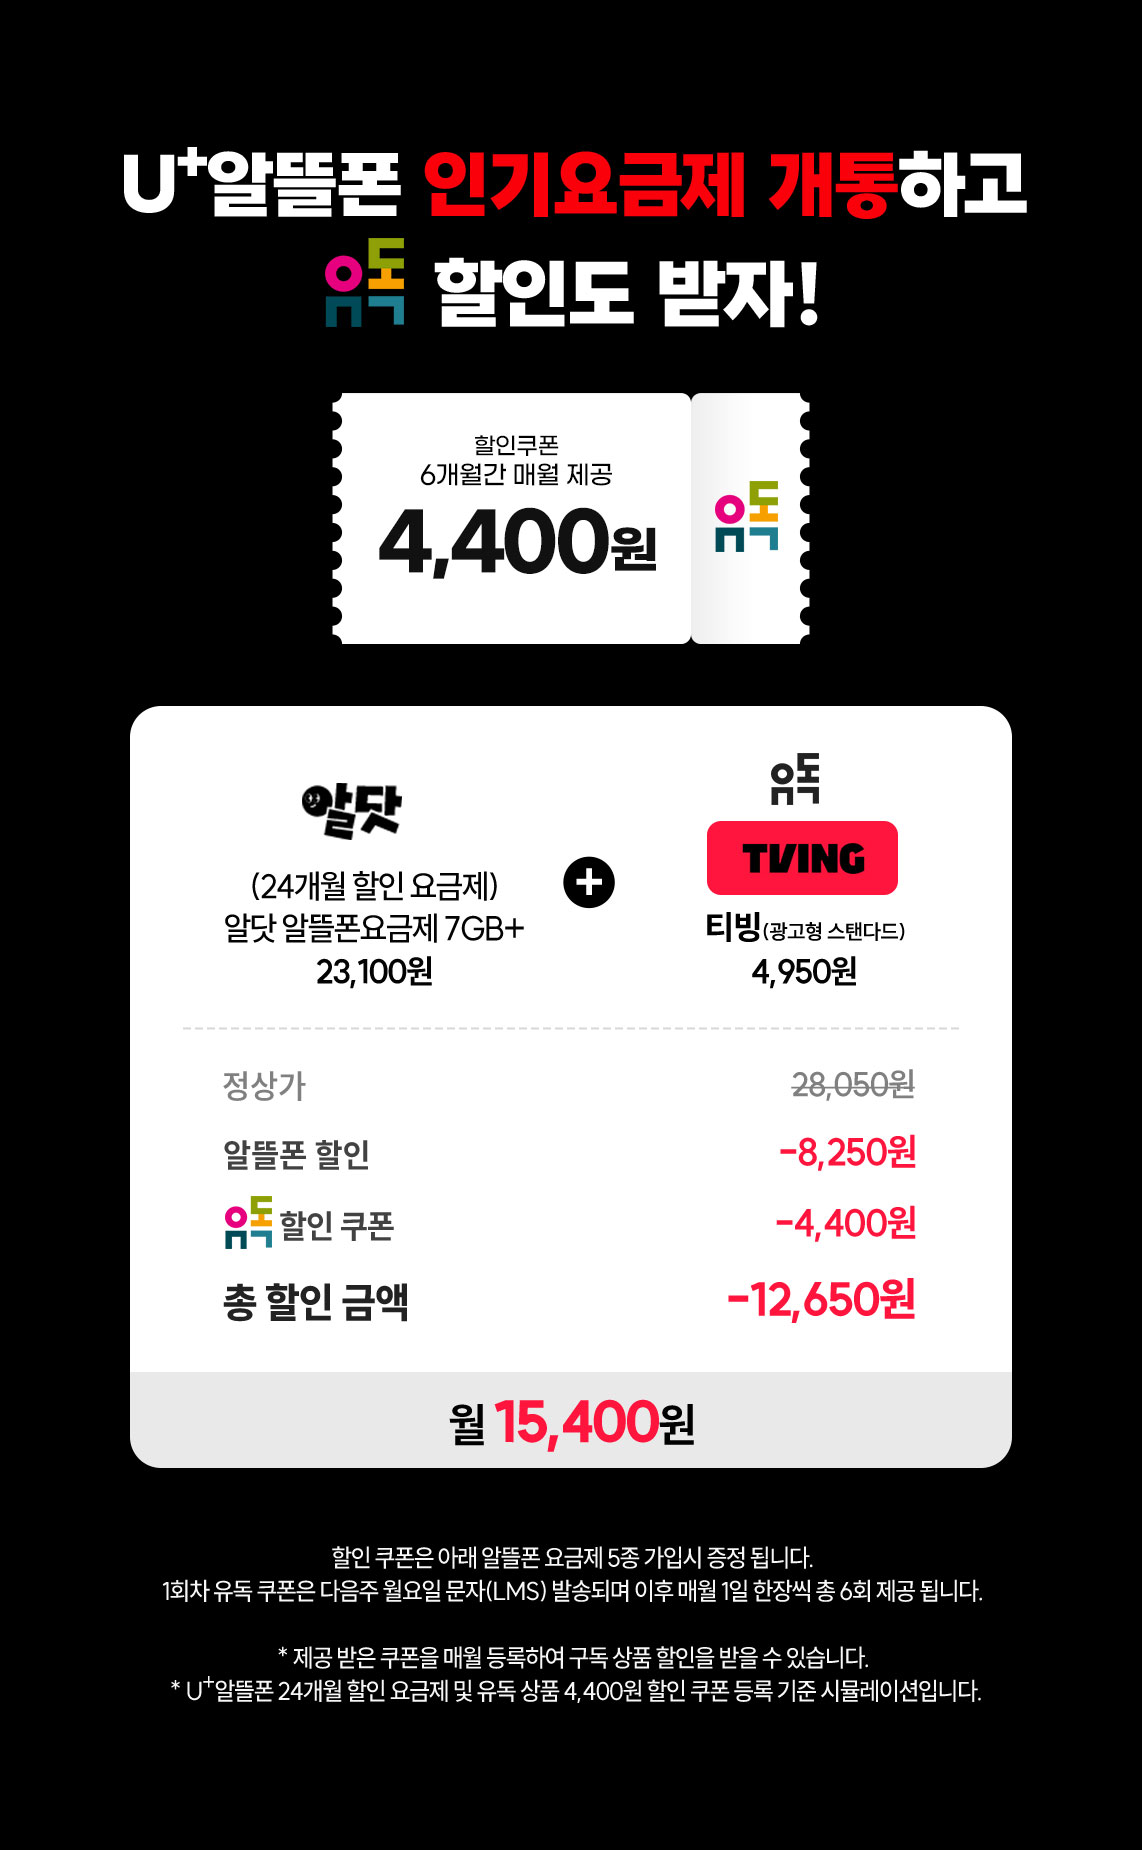 U+알뜰폰 인기요금제 개통하고
유독 할인도 받자!
할인쿠폰
6개월간 매월 제공
4,400원
유독
알닷
(24개월 할인 요금제)
알닷 알뜰폰요금제 7GB+
23,100원
유독
TVING
티빙(광고형 스탠다드)
4,950원
정상가 28,050원
알뜰폰 할인 -8,250원
유독 할인 쿠폰 -4,400원
총 할인 금액 -12,650원
월 15,400원
할인 쿠폰은 아래 알뜰폰 요금제 5종 가입시 증정 됩니다.
1회차 유독 쿠폰은 다음주 월요일 문자(LMS) 발송되며 이후 매월 1일 한장씩 총 6회 제공 됩니다.
* 제공 받은 쿠폰을 매월 등록하여 구독 상품 할인을 받을 수 있습니다.
* U+알뜰폰 24개월 할인 요금제 및 유독 상품 4,400원 할인 쿠폰 등록 기준 시뮬레이션입니다.